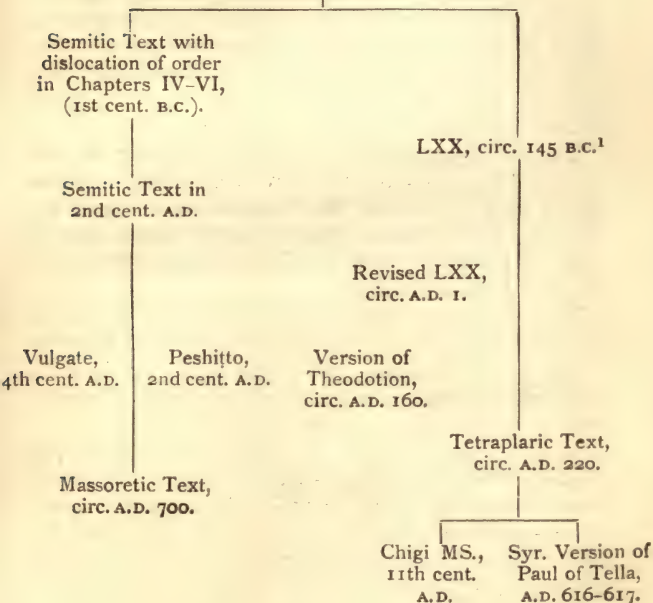 Semitic Text with
dislocation of order
in Chapters IV-VI,
(1st cent. B.C.).
LXX, circ. 145 B.C.¹
Semitic Text in
2nd cent. A.D.
Revised LXX,
circ. A.D. 1.
Vulgate,
4th cent. A.D.
Peshiṭto,
2nd cent. A.D.
Version of
Theodotion,
circ. A.D. 160.
Tetraplaric Text,
circ. A.D. 220.
Massoretic Text,
circ. A.D. 700.
Chigi MS.,
11th cent.
A.D.
Syr. Version of
Paul of Tella,
A.D. 616-617.